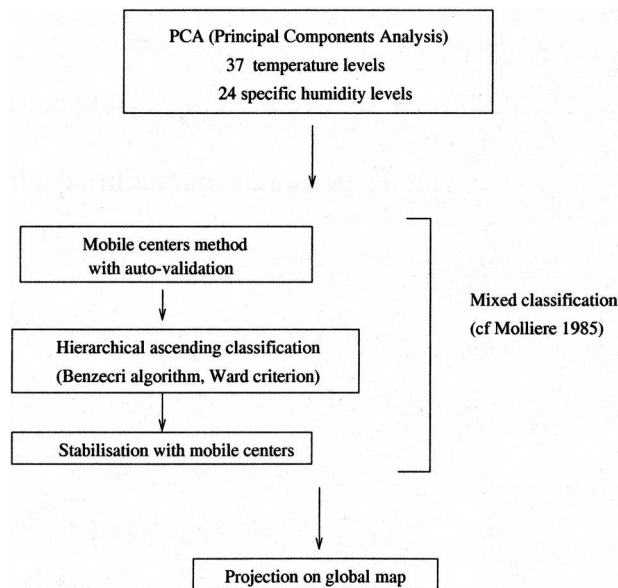 PCA (Principal Components Analysis)
37 temperature levels
24 specific humidity levels
Mobile centers method
with auto-validation
Hierarchical ascending classification
(Benzecri algorithm, Ward criterion)
Stabilisation with mobile centers
Mixed classification
(cf Molliere 1985)
Projection on global map